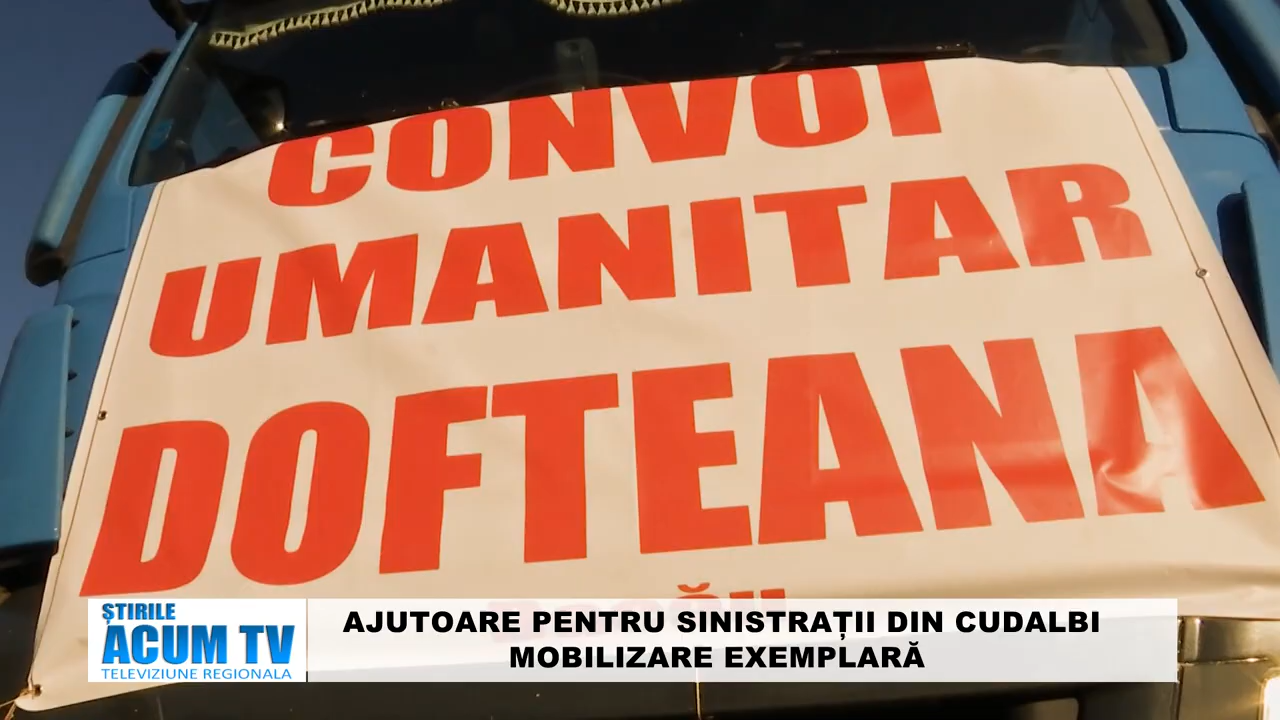 CONVOI
UMANITAR
DOFTEANA
ȘTIRILE
ACUM TV
TELEVIZIUNE REGIONALA
AJUTOARE PENTRU SINISTRAȚII DIN CUDALBI
MOBILIZARE EXEMPLARĂ